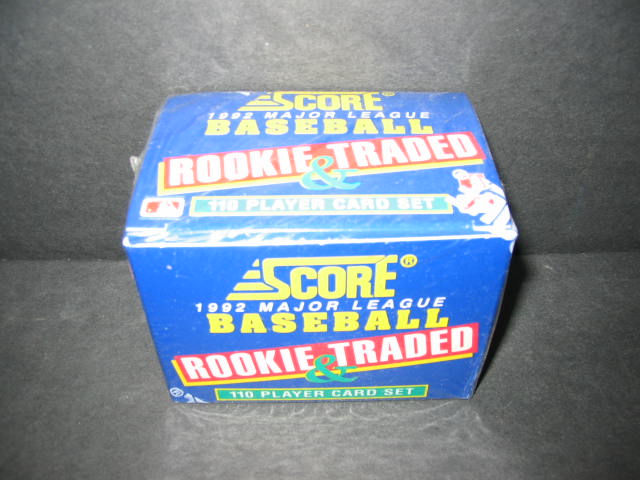 SCORE®
1992 MAJOR LEAGUE
BASEBALL
ROOKIE & TRADED
110 PLAYER CARD SET
SCORE®
1992 MAJOR LEAGUE
BASEBALL
ROOKIE & TRADED
110 PLAYER CARD SET